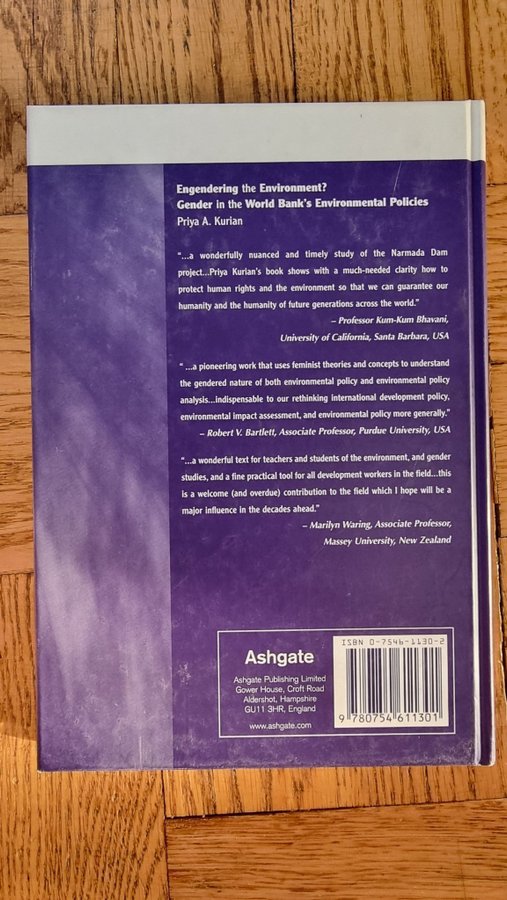 Engendering the Environment?
Gender in the World Bank's Environmental Policies
Priya A. Kurian
"...a wonderfully nuanced and timely study of the Narmada Dam
project...Priya Kurian's book shows with a much-needed clarity how to
protect human rights and the environment so that we can guarantee our
humanity and the humanity of future generations across the world."
– Professor Kum-Kum Bhavani,
University of California, Santa Barbara, USA
" ...a pioneering work that uses feminist theories and concepts to understand
the gendered nature of both environmental policy and environmental policy
analysis...indispensable to our rethinking international development policy,
environmental impact assessment, and environmental policy more generally."
– Robert V. Bartlett, Associate Professor, Purdue University, USA
"...a wonderful text for teachers and students of the environment, and gender
studies, and a fine practical tool for all development workers in the field...this
is a welcome (and overdue) contribution to the field which I hope will be a
major influence in the decades ahead."
– Marilyn Waring, Associate Professor,
Massey University, New Zealand
Ashgate
Ashgate Publishing Limited
Gower House, Croft Road
Aldershot, Hampshire
GU11 3HR, England
www.ashgate.com
ISBN 0-7546-1130-2
9 780754 611301